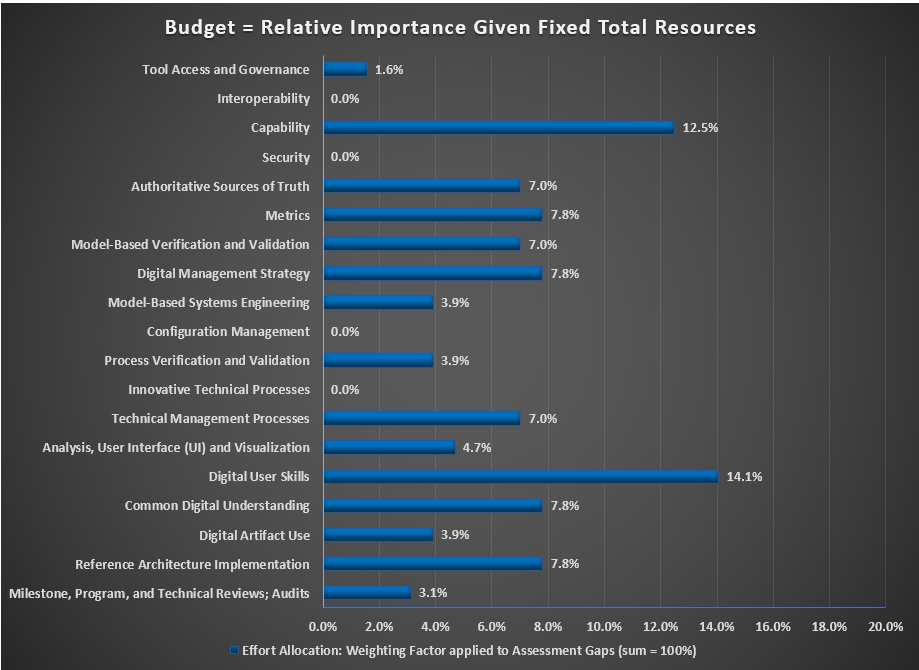 Budget = Relative Importance Given Fixed Total Resources
Tool Access and Governance 1.6%
Interoperability 0.0%
Capability 12.5%
Security 0.0%
Authoritative Sources of Truth 7.0%
Metrics 7.8%
Model-Based Verification and Validation 7.0%
Digital Management Strategy 7.8%
Model-Based Systems Engineering 3.9%
Configuration Management 0.0%
Process Verification and Validation 3.9%
Innovative Technical Processes 0.0%
Technical Management Processes 7.0%
Analysis, User Interface (UI) and Visualization 4.7%
Digital User Skills 14.1%
Common Digital Understanding 7.8%
Digital Artifact Use 3.9%
Reference Architecture Implementation 7.8%
Milestone, Program, and Technical Reviews; Audits 3.1%
0.0% 2.0% 4.0% 6.0% 8.0% 10.0% 12.0% 14.0% 16.0% 18.0% 20.0%
Effort Allocation: Weighting Factor applied to Assessment Gaps (sum = 100%)